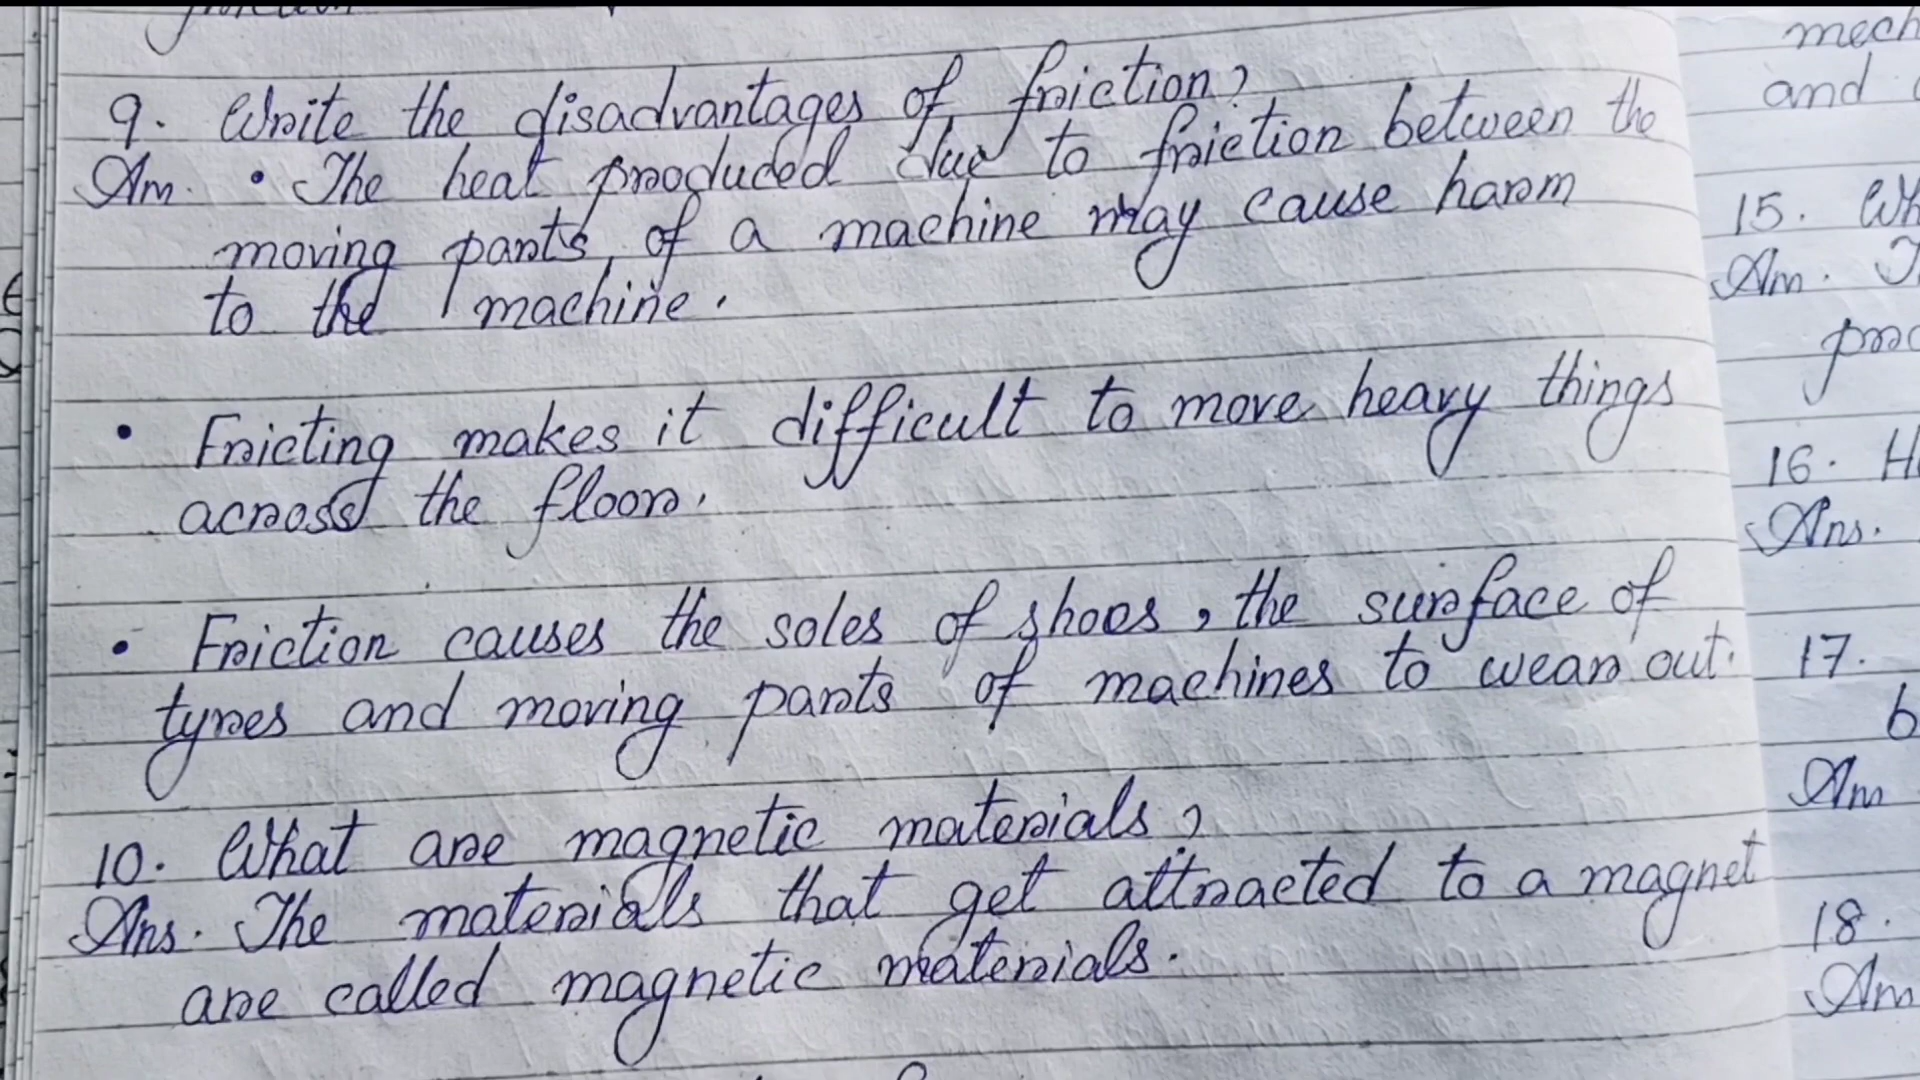 9. Write the disadvantages of friction?
Ans. • The heat produced due to friction between the
moving parts of a machine may cause harm
to the machine.
• Fricting makes it difficult to move heavy things
across the floor.
• Friction causes the soles of shoes, the surface of
tyres and moving parts of machines to wear out.
10. What are magnetic materials?
Ans. The materials that get attracted to a magnet
are called magnetic materials.
mech
and
15. Wh
Ans. T
16. H
Ans.
17.
b
Ans
18.
Ans